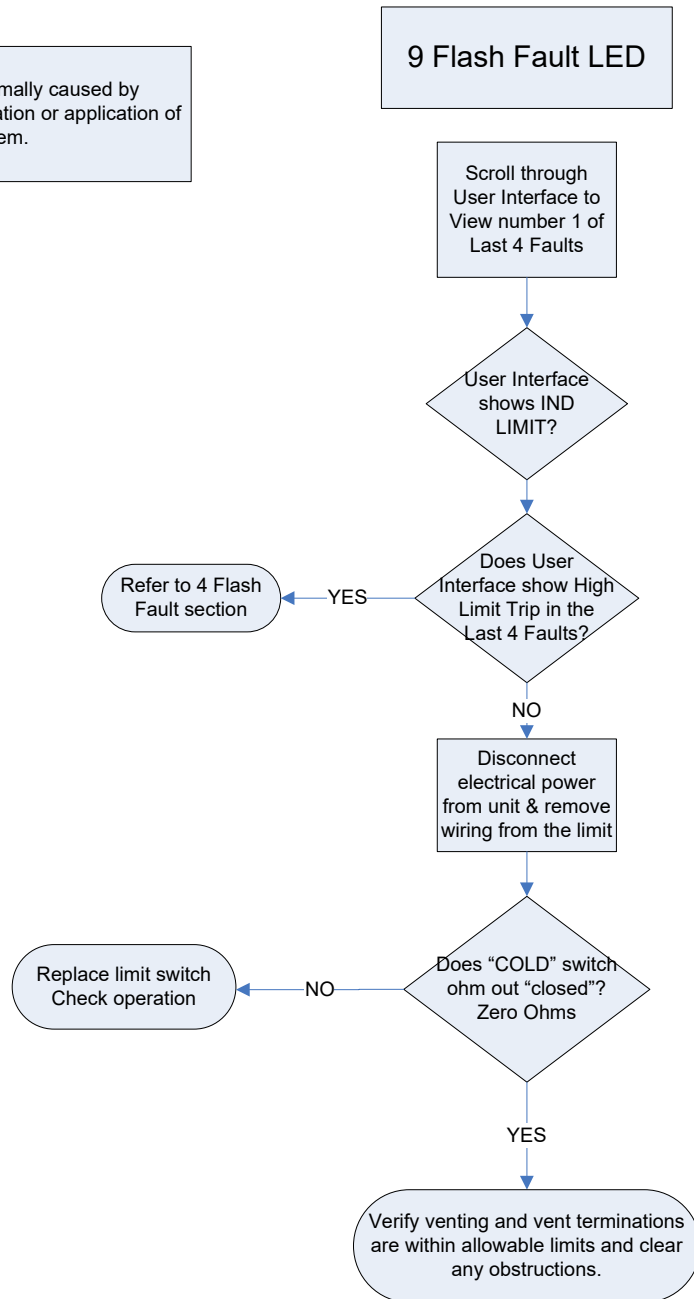 9 Flash Fault LED
mally caused by
ation or application of
em.
Scroll through
User Interface to
View number 1 of
Last 4 Faults
User Interface
shows IND
LIMIT?
Does User
Interface show High
Limit Trip in the
Last 4 Faults?
YES
Refer to 4 Flash
Fault section
NO
Disconnect
electrical power
from unit & remove
wiring from the limit
Does “COLD” switch
ohm out “closed”?
Zero Ohms
NO
Replace limit switch
Check operation
YES
Verify venting and vent terminations
are within allowable limits and clear
any obstructions.